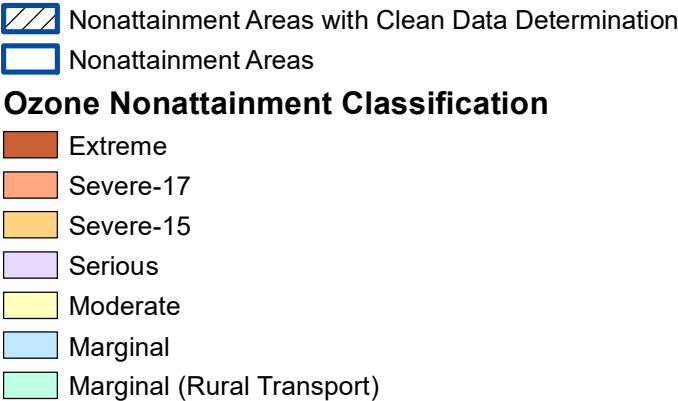 Nonattainment Areas with Clean Data Determination
Nonattainment Areas
Ozone Nonattainment Classification
Extreme
Severe-17
Severe-15
Serious
Moderate
Marginal
Marginal (Rural Transport)